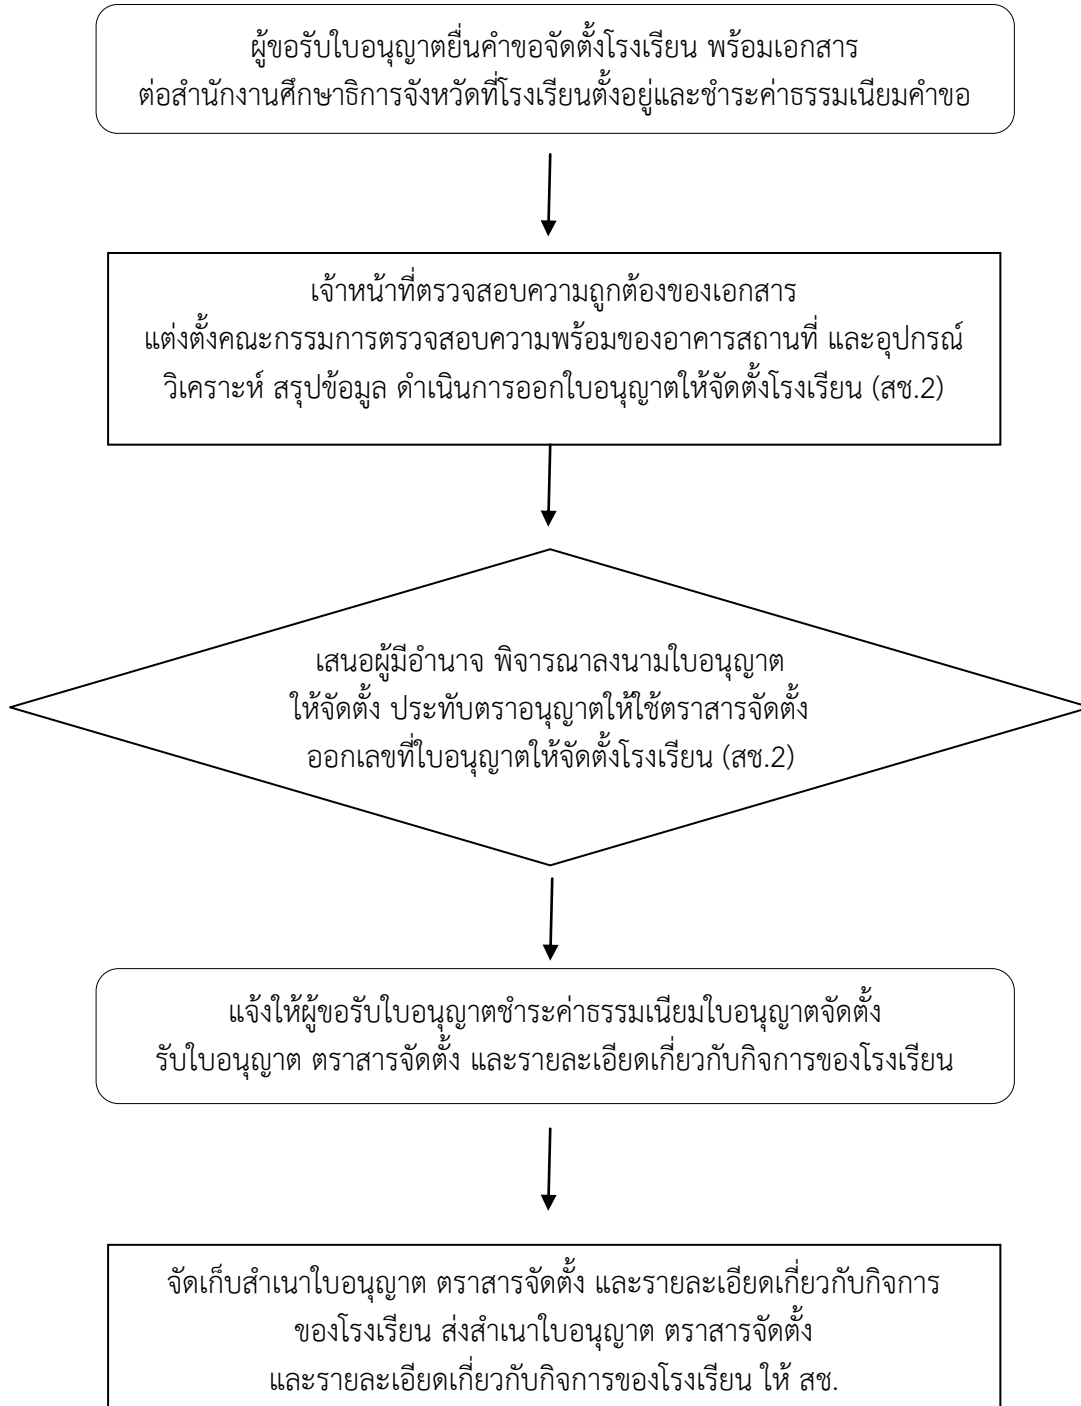 ผู้ขอรับใบอนุญาตยื่นคำขอจัดตั้งโรงเรียน พร้อมเอกสาร
ต่อสำนักงานศึกษาธิการจังหวัดที่โรงเรียนตั้งอยู่และชำระค่าธรรมเนียมคำขอ
เจ้าหน้าที่ตรวจสอบความถูกต้องของเอกสาร
แต่งตั้งคณะกรรมการตรวจสอบความพร้อมของอาคารสถานที่ และอุปกรณ์
วิเคราะห์ สรุปข้อมูล ดำเนินการออกใบอนุญาตให้จัดตั้งโรงเรียน (สช.2)
เสนอผู้มีอำนาจ พิจารณาลงนามใบอนุญาต
ให้จัดตั้ง ประทับตราอนุญาตให้ใช้ตราสารจัดตั้ง
ออกเลขที่ใบอนุญาตให้จัดตั้งโรงเรียน (สช.2)
แจ้งให้ผู้ขอรับใบอนุญาตชำระค่าธรรมเนียมใบอนุญาตจัดตั้ง
รับใบอนุญาต ตราสารจัดตั้ง และรายละเอียดเกี่ยวกับกิจการของโรงเรียน
จัดเก็บสำเนาใบอนุญาต ตราสารจัดตั้ง และรายละเอียดเกี่ยวกับกิจการ
ของโรงเรียน ส่งสำเนาใบอนุญาต ตราสารจัดตั้ง
และรายละเอียดเกี่ยวกับกิจการของโรงเรียน ให้ สช.